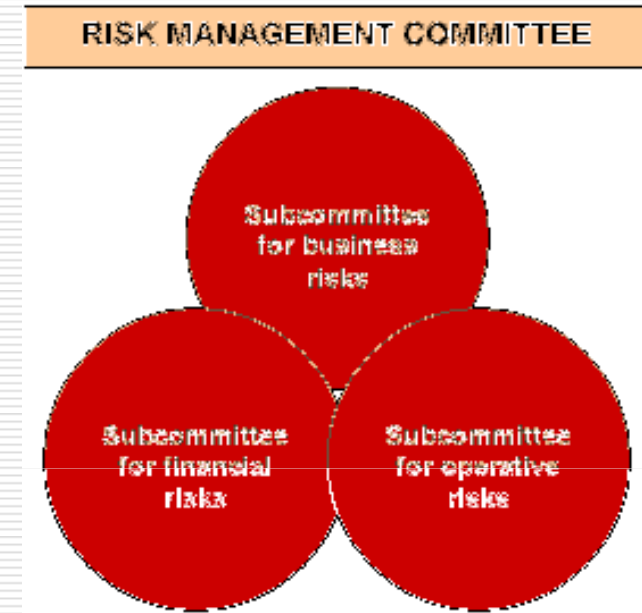 RISK MANAGEMENT COMMITTEE
Subcommittee
for business
risks
Subcommittee
for financial
risks
Subcommittee
for operative
risks